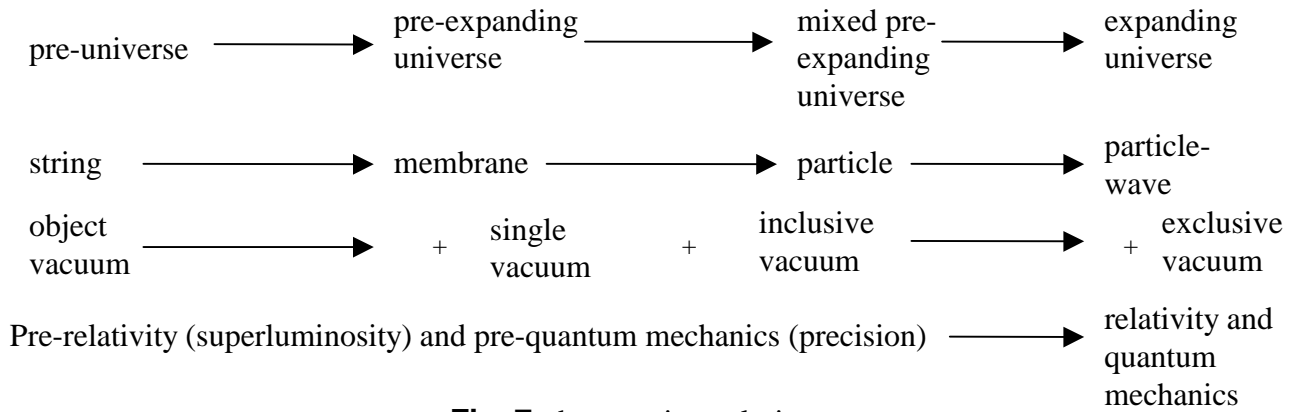 pre-universe
pre-expanding
universe
mixed pre-
expanding
universe
expanding
universe
string
membrane
particle
particle-
wave
object
vacuum
+
single
vacuum
+
inclusive
vacuum
+
exclusive
vacuum
Pre-relativity (superluminosity) and pre-quantum mechanics (precision)
relativity and
quantum
mechanics